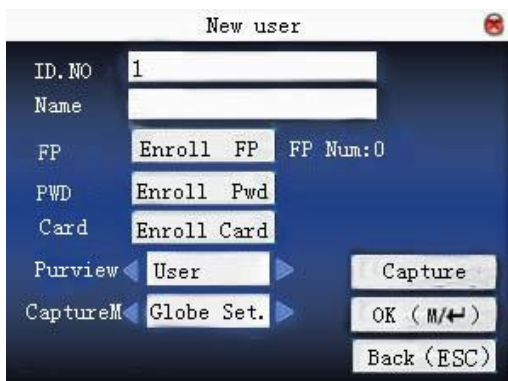 New user
ID.NO 1
Name
FP Enroll FP FP Num:0
PWD Enroll Pwd
Card Enroll Card
Purview User Capture
CaptureM Globe Set. OK (M/↵)
Back (ESC)